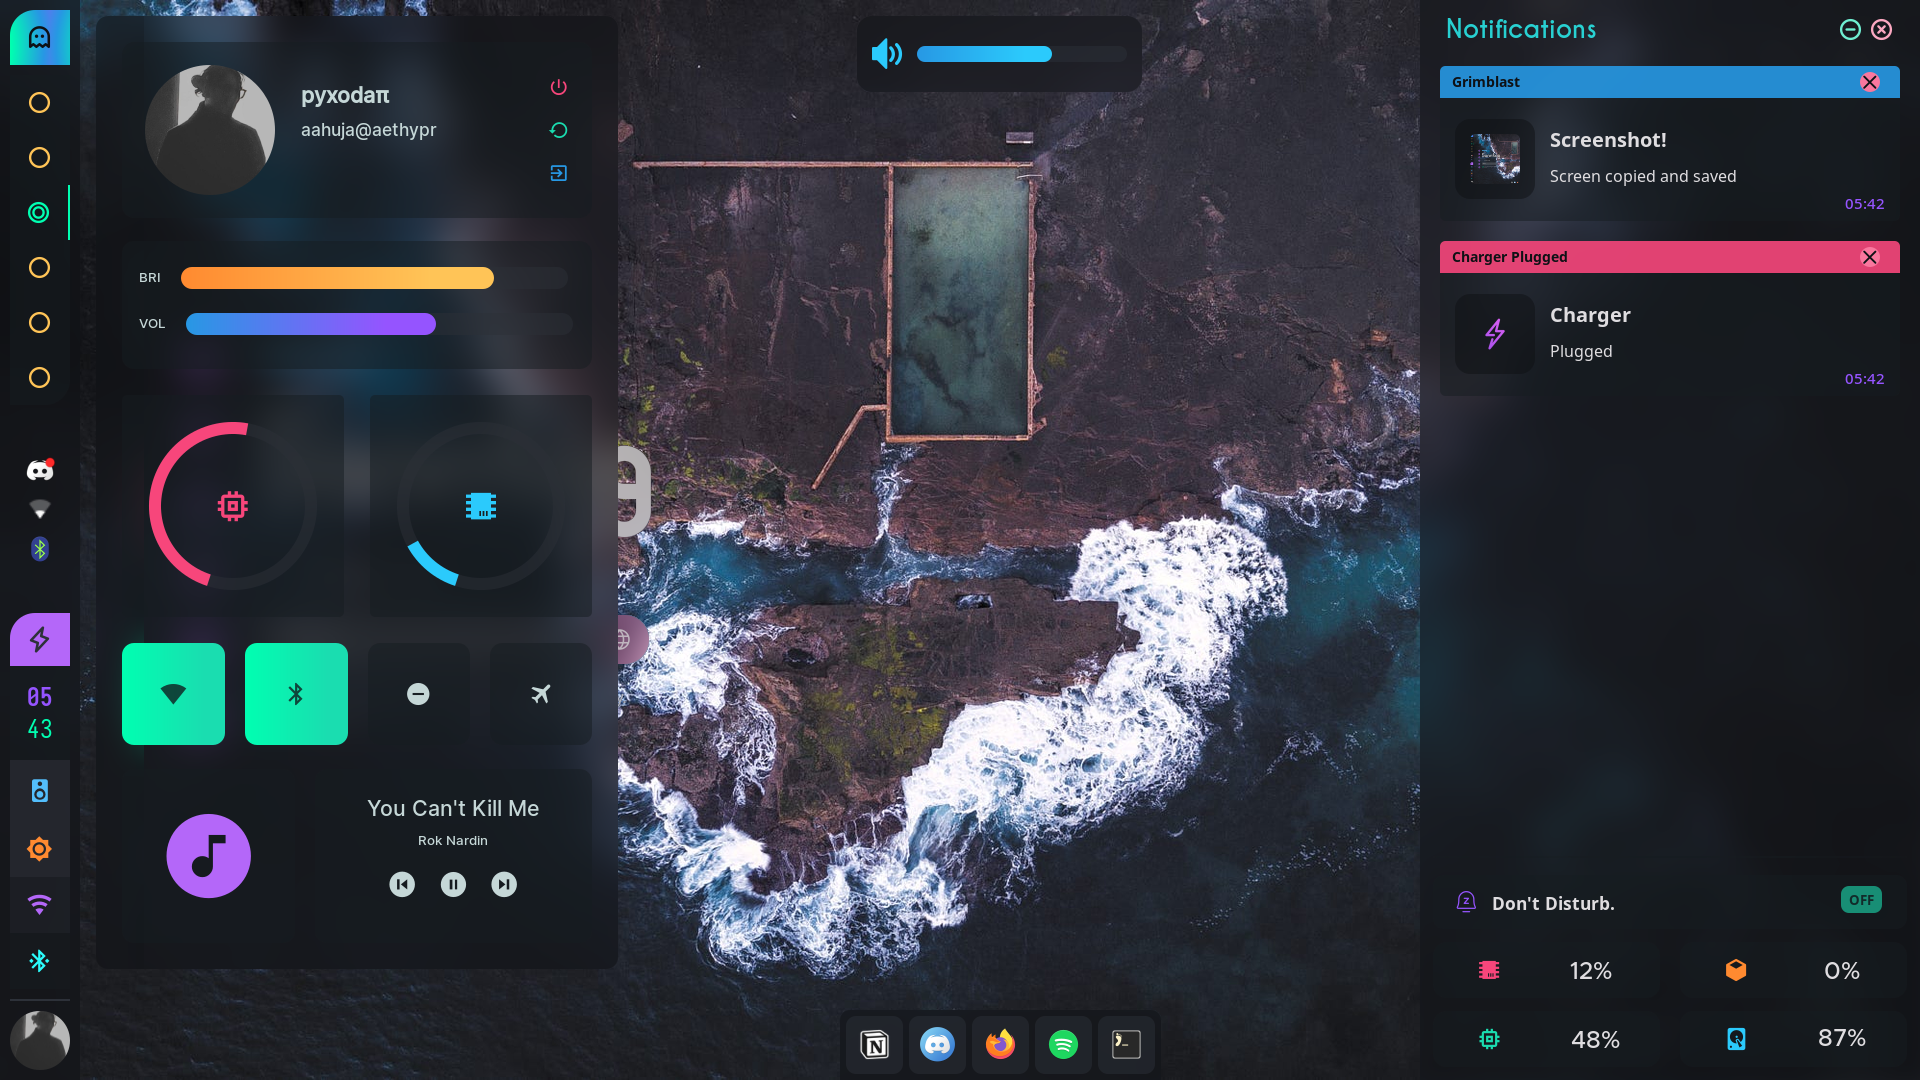 pyxodaπ
aahuja@aethypr
BRI
VOL
05
43
You Can't Kill Me
Rok Nardin
9
Notifications
Grimblast
Screenshot!
Screen copied and saved
05:42
Charger Plugged
Charger
Plugged
05:42
Don't Disturb.
OFF
12%
0%
48%
87%